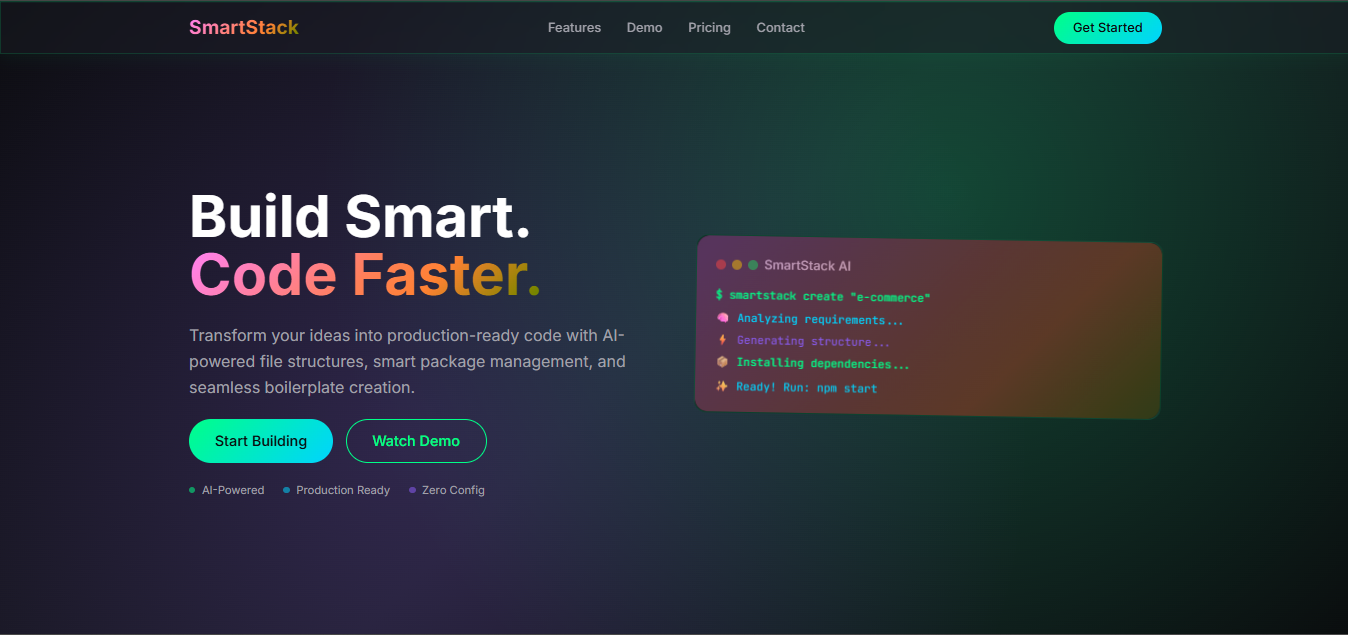 SmartStack
Features
Demo
Pricing
Contact
Get Started
Build Smart.
Code Faster.
Transform your ideas into production-ready code with AI-
powered file structures, smart package management, and
seamless boilerplate creation.
Start Building
Watch Demo
AI-Powered
Production Ready
Zero Config
SmartStack AI
$ smartstack create "e-commerce"
🧠 Analyzing requirements...
⚡ Generating structure...
📦 Installing dependencies...
✨ Ready! Run: npm start